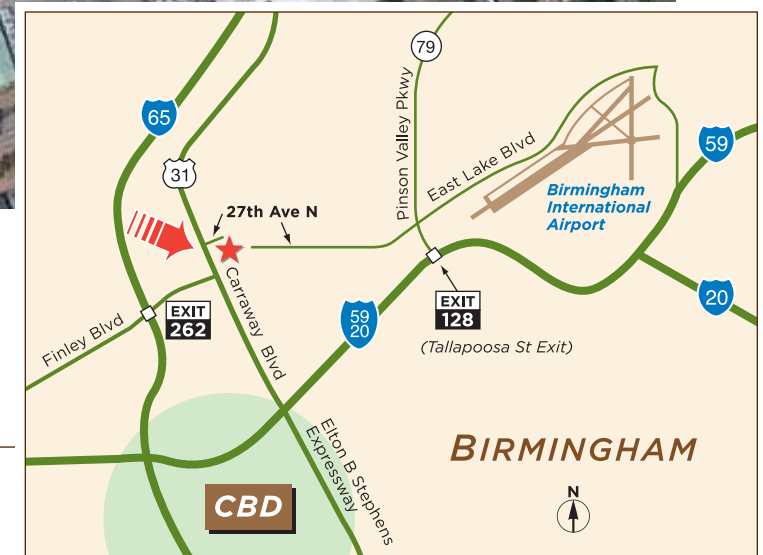 79
65
59
31
Pinson Valley Pkwy
East Lake Blvd
Birmingham
International
Airport
27th Ave N
Carraway Blvd
EXIT
262
Finley Blvd
59
20
EXIT
128
(Tallapoosa St Exit)
20
Elton B Stephens
Expressway
BIRMINGHAM
CBD
N